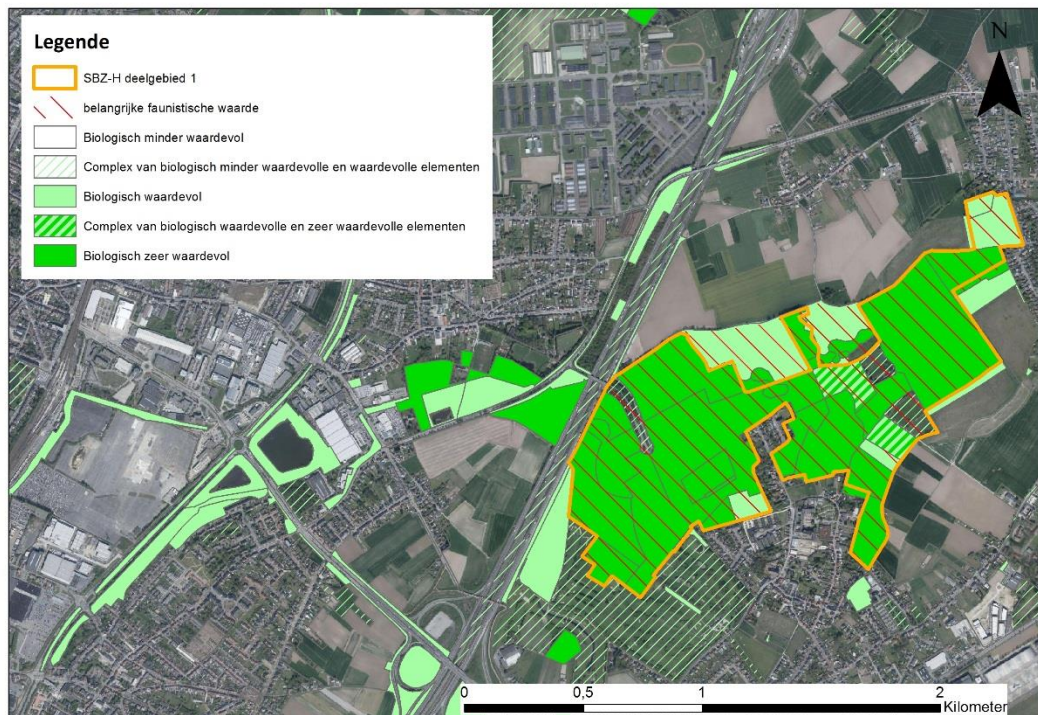 Legende
SBZ-H deelgebied 1
belangrijke faunistische waarde
Biologisch minder waardevol
Complex van biologisch minder waardevolle en waardevolle elementen
Biologisch waardevol
Complex van biologisch waardevolle en zeer waardevolle elementen
Biologisch zeer waardevol
N
0 0,5 1 2
Kilometer